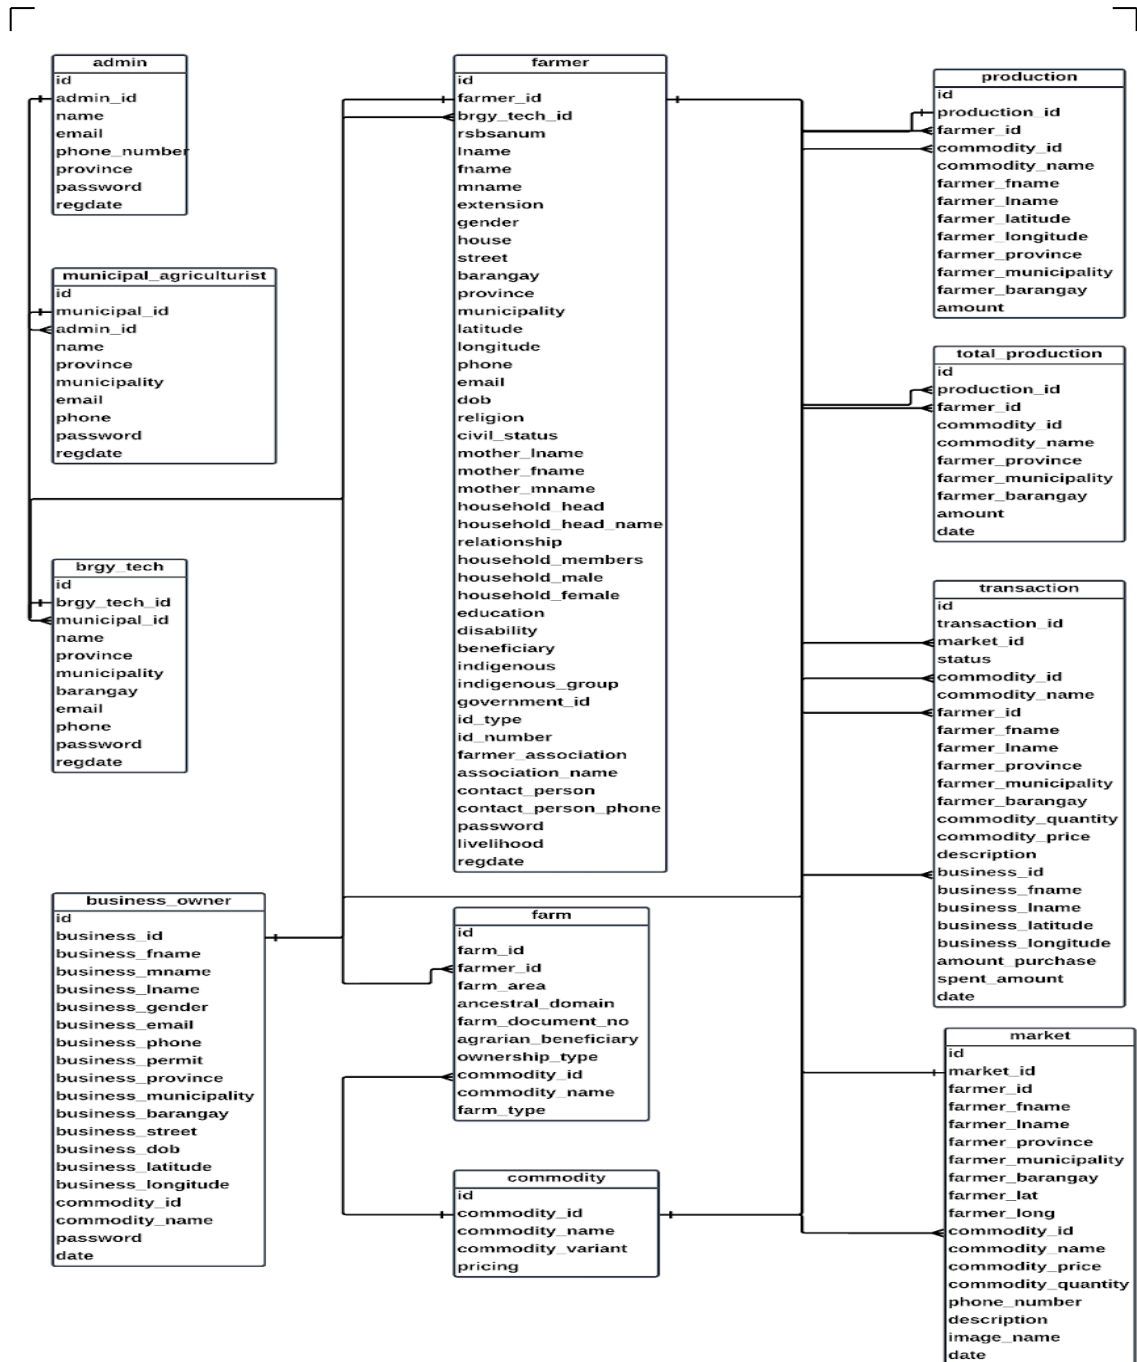 admin
id
admin_id
name
email
phone_number
province
password
regdate
municipal_agriculturist
id
municipal_id
admin_id
name
province
municipality
email
phone
password
regdate
brgy_tech
id
brgy_tech_id
municipal_id
name
province
municipality
barangay
email
phone
password
regdate
business_owner
id
business_id
business_fname
business_mname
business_lname
business_gender
business_email
business_phone
business_permit
business_province
business_municipality
business_barangay
business_street
business_dob
business_latitude
business_longitude
commodity_id
commodity_name
password
date
farmer
id
farmer_id
brgy_tech_id
rsbsanum
lname
fname
mname
extension
gender
house
street
barangay
province
municipality
latitude
longitude
phone
email
dob
religion
civil_status
mother_lname
mother_fname
mother_mname
household_head
household_head_name
relationship
household_members
household_male
household_female
education
disability
beneficiary
indigenous
indigenous_group
government_id
id_type
id_number
farmer_association
association_name
contact_person
contact_person_phone
password
livelihood
regdate
farm
id
farm_id
farmer_id
farm_area
ancestral_domain
farm_document_no
agrarian_beneficiary
ownership_type
commodity_id
commodity_name
farm_type
commodity
id
commodity_id
commodity_name
commodity_variant
pricing
production
id
production_id
farmer_id
commodity_id
commodity_name
farmer_fname
farmer_lname
farmer_latitude
farmer_longitude
farmer_province
farmer_municipality
farmer_barangay
amount
total_production
id
production_id
farmer_id
commodity_id
commodity_name
farmer_province
farmer_municipality
farmer_barangay
amount
date
transaction
id
transaction_id
market_id
status
commodity_id
commodity_name
farmer_id
farmer_fname
farmer_lname
farmer_province
farmer_municipality
farmer_barangay
commodity_quantity
commodity_price
description
business_id
business_fname
business_lname
business_latitude
business_longitude
amount_purchase
spent_amount
date
market
id
market_id
farmer_id
farmer_fname
farmer_lname
farmer_province
farmer_municipality
farmer_barangay
farmer_lat
farmer_long
commodity_id
commodity_name
commodity_price
commodity_quantity
phone_number
description
image_name
date